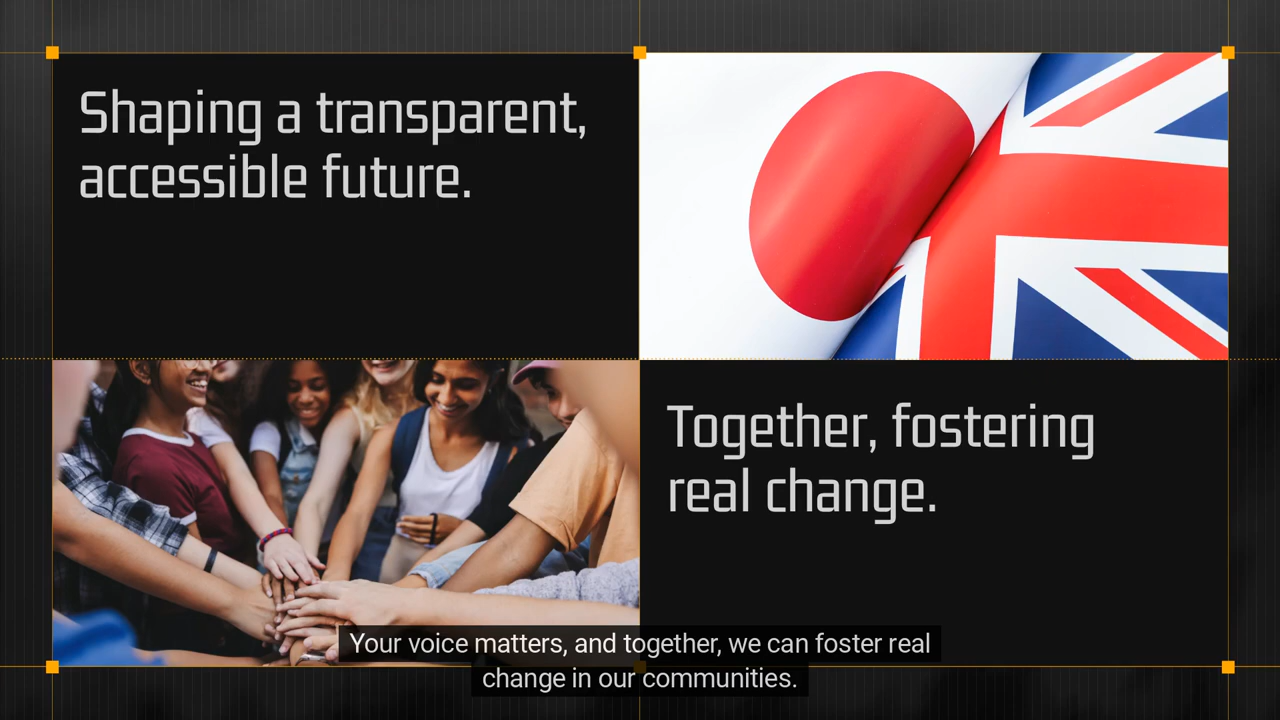 Shaping a transparent,
accessible future.
Together, fostering
real change.
Your voice matters, and together, we can foster real
change in our communities.